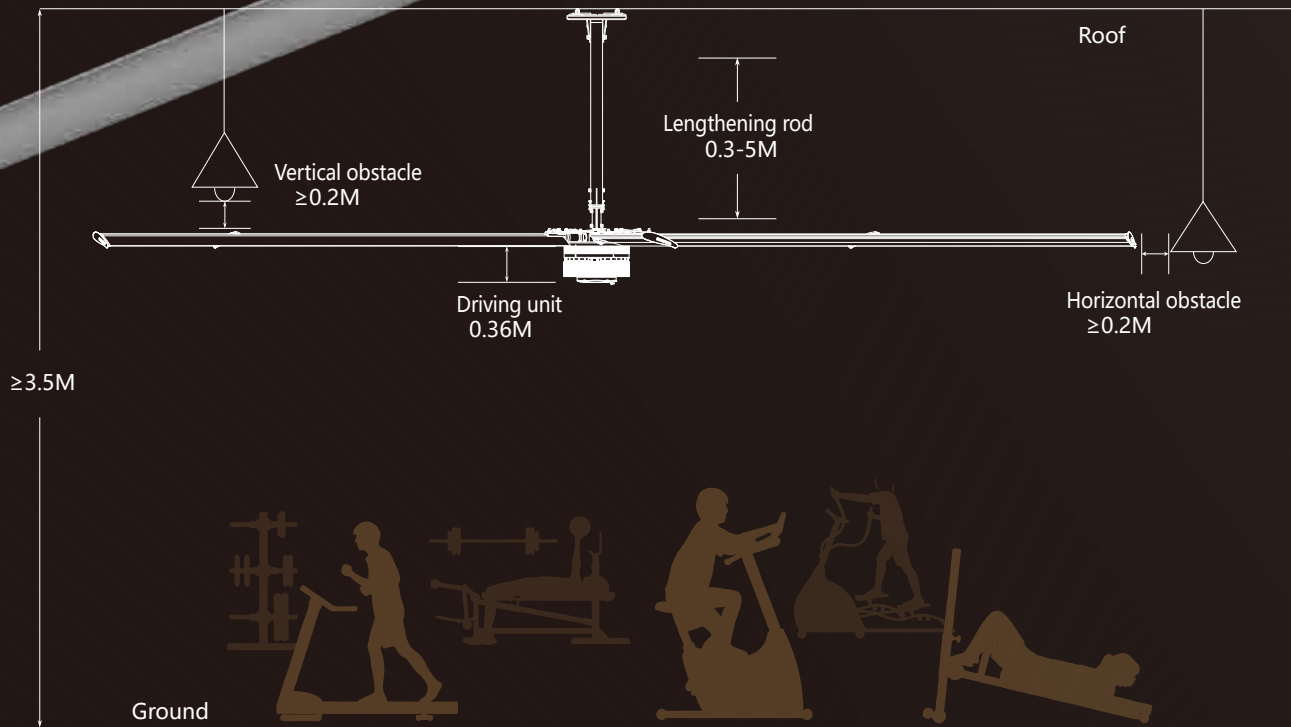 Roof
Lengthening rod
0.3-5M
Vertical obstacle
≥0.2M
Driving unit
0.36M
Horizontal obstacle
≥0.2M
≥3.5M
Ground